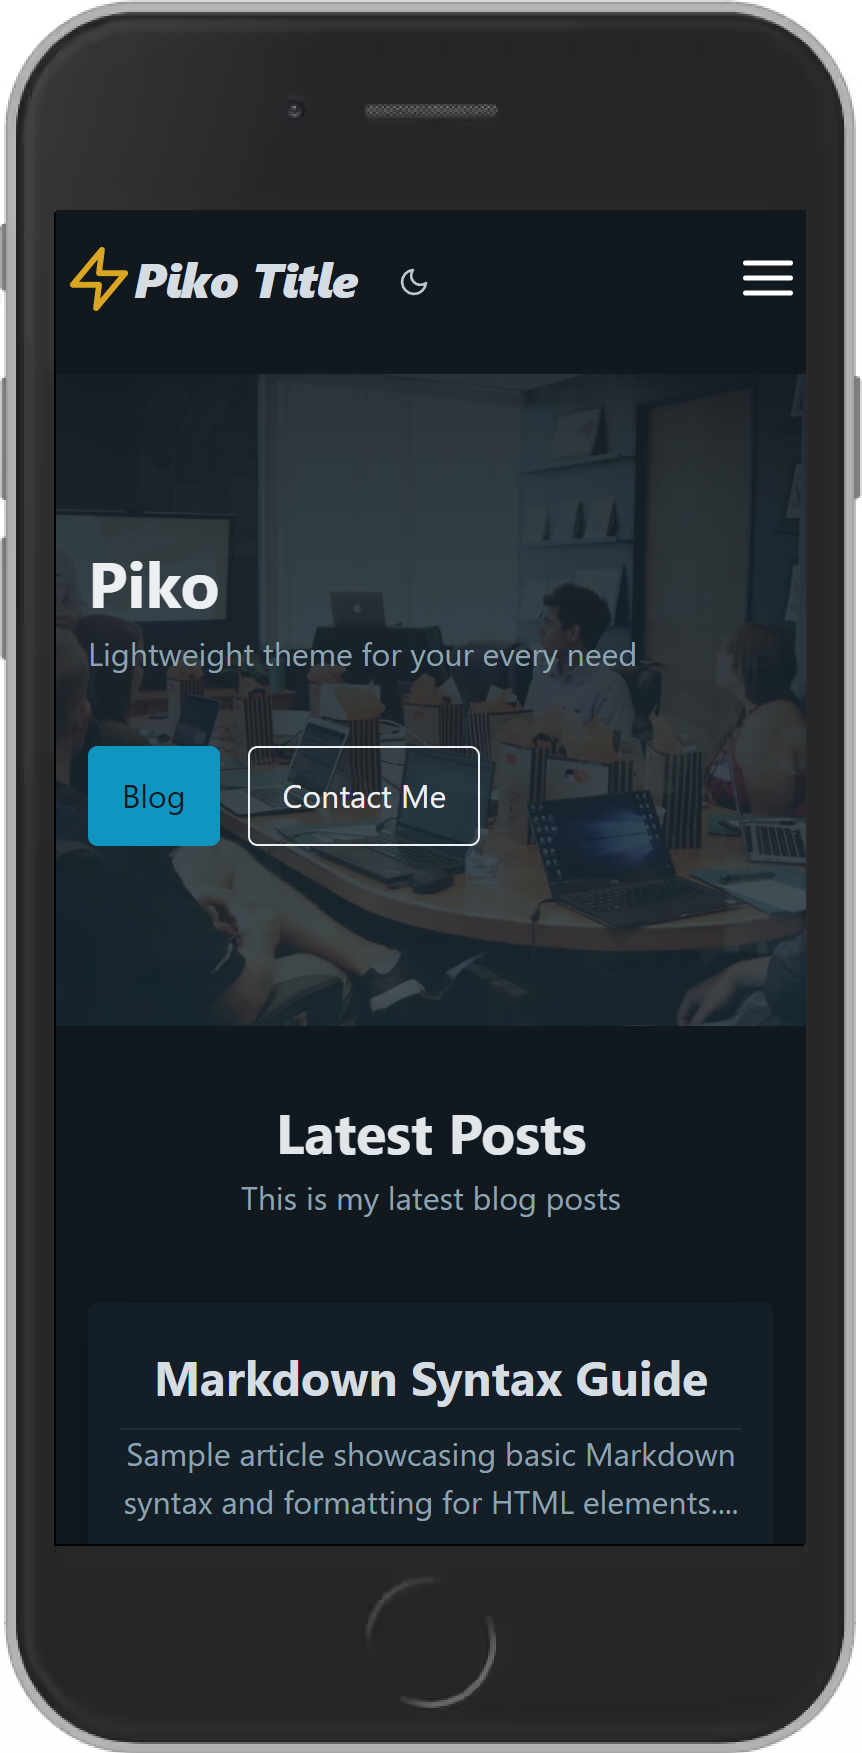 Piko Title
Piko
Lightweight theme for your every need
Blog
Contact Me
Latest Posts
This is my latest blog posts
Markdown Syntax Guide
Sample article showcasing basic Markdown
syntax and formatting for HTML elements....